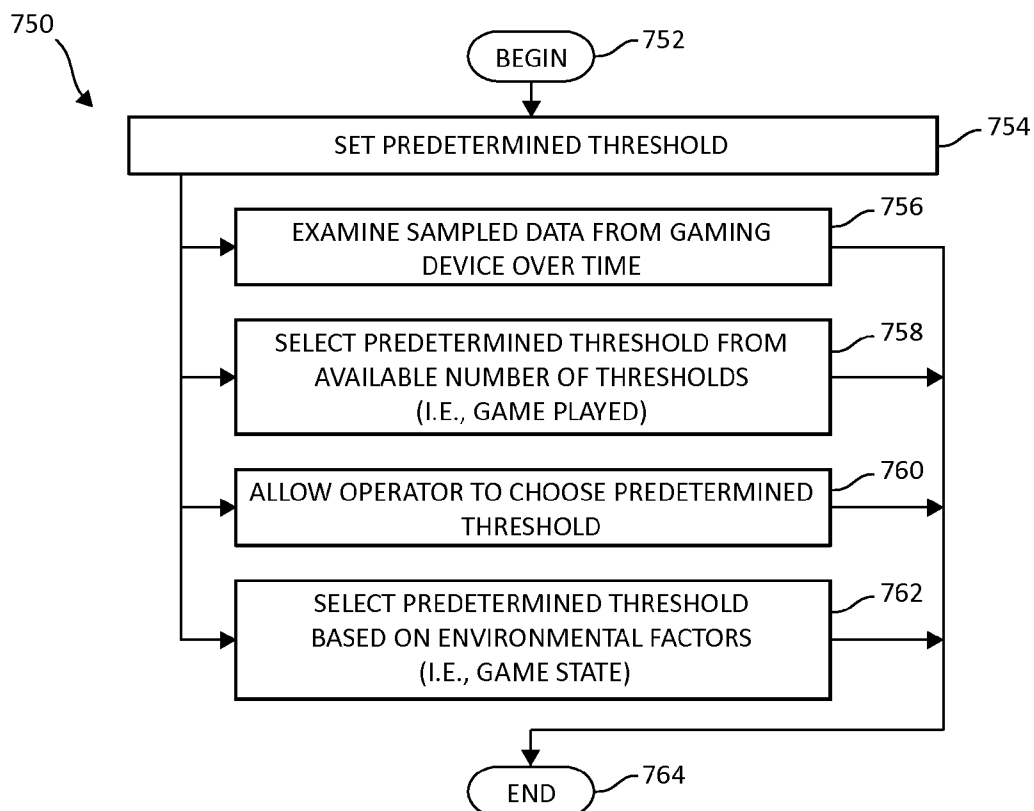 750
BEGIN
752
SET PREDETERMINED THRESHOLD
754
756
EXAMINE SAMPLED DATA FROM GAMING
DEVICE OVER TIME
758
SELECT PREDETERMINED THRESHOLD FROM
AVAILABLE NUMBER OF THRESHOLDS
(I.E., GAME PLAYED)
760
ALLOW OPERATOR TO CHOOSE PREDETERMINED
THRESHOLD
762
SELECT PREDETERMINED THRESHOLD
BASED ON ENVIRONMENTAL FACTORS
(I.E., GAME STATE)
END
764